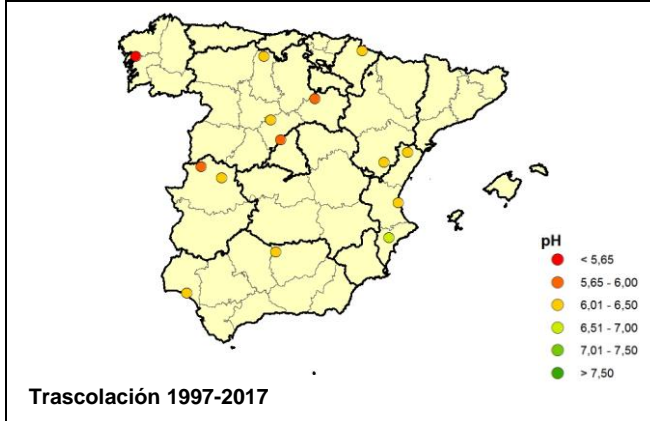 pH
< 5,65
5,65 - 6,00
6,01 - 6,50
6,51 - 7,00
7,01 - 7,50
> 7,50
Trascolación 1997-2017